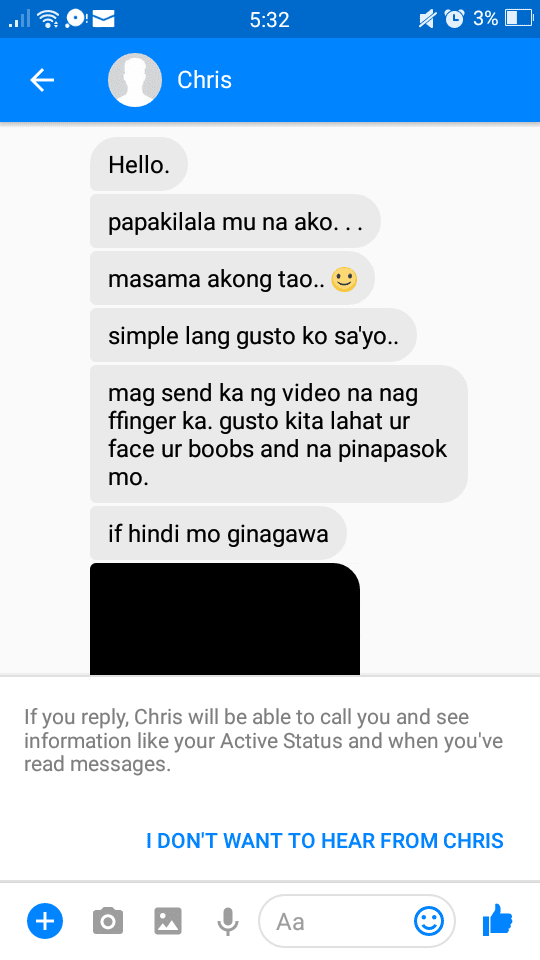 5:32
3%
Chris
Hello.
papakilala mu na ako. . .
masama akong tao.. 🙂
simple lang gusto ko sa'yo..
mag send ka ng video na nag
ffinger ka. gusto kita lahat ur
face ur boobs and na pinapasok
mo.
if hindi mo ginagawa
If you reply, Chris will be able to call you and see
information like your Active Status and when you've
read messages.
I DON'T WANT TO HEAR FROM CHRIS
Aa